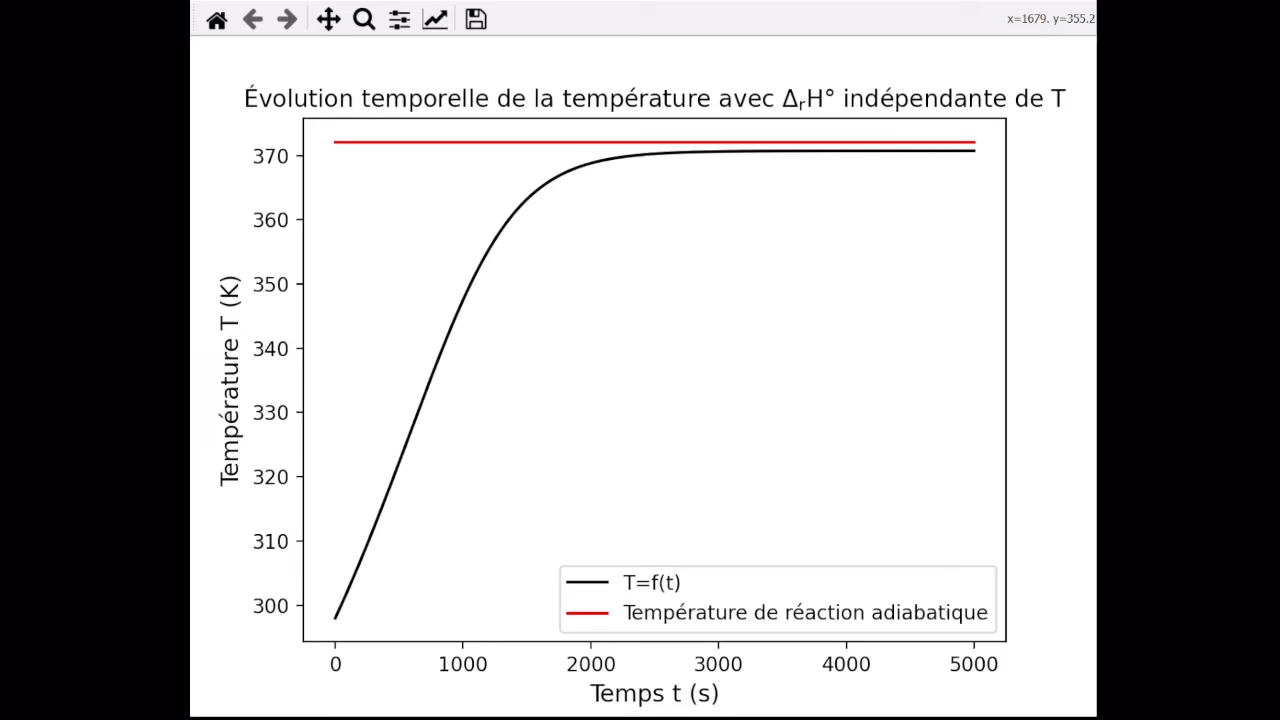 x=1679. y=355.2
Évolution temporelle de la température avec ΔᵣH° indépendante de T
Température T (K)
370
360
350
340
330
320
310
300
T=f(t)
Température de réaction adiabatique
0 1000 2000 3000 4000 5000
Temps t (s)